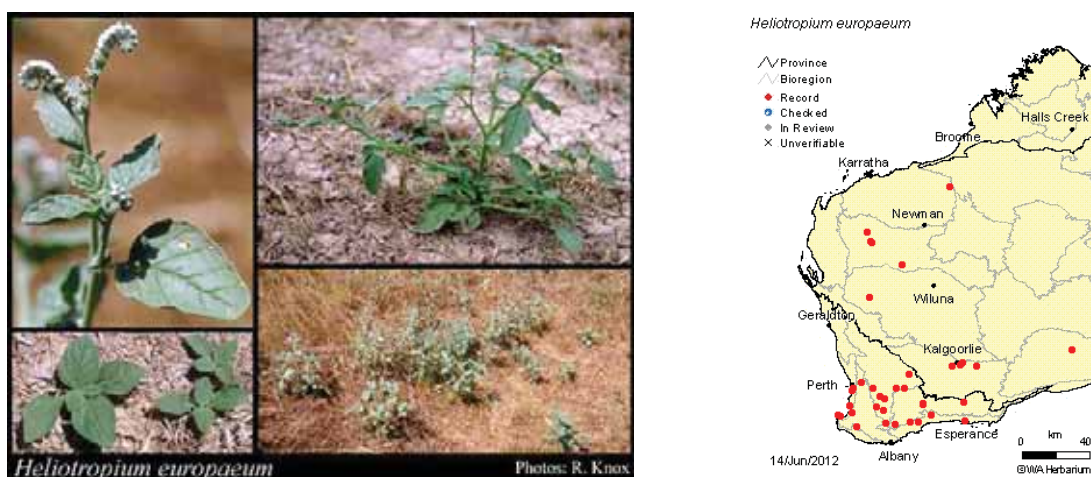 Heliotropium europaeum
Photos: R. Knox
Heliotropium europaeum
Province
Bioregion
Record
Checked
In Review
Unverifiable
Halls Creek
Broome
Karratha
Newman
Wiluna
Geraldton
Kalgoorlie
Perth
Esperance
Albany
14/Jun/2012
km
0
40
©WA Herbarium